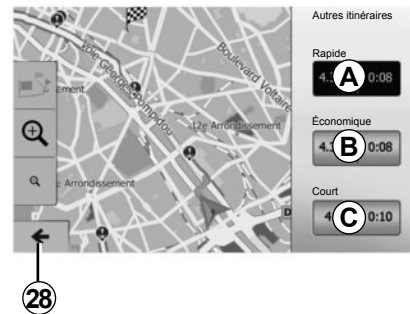 Autres itinéraires
Rapide
A 0:08
Économique
B 0:08
Court
C 0:10
Voie Georges-Pompidou
Boulevard Voltaire
12e Arrondissement
Arrondissement
28